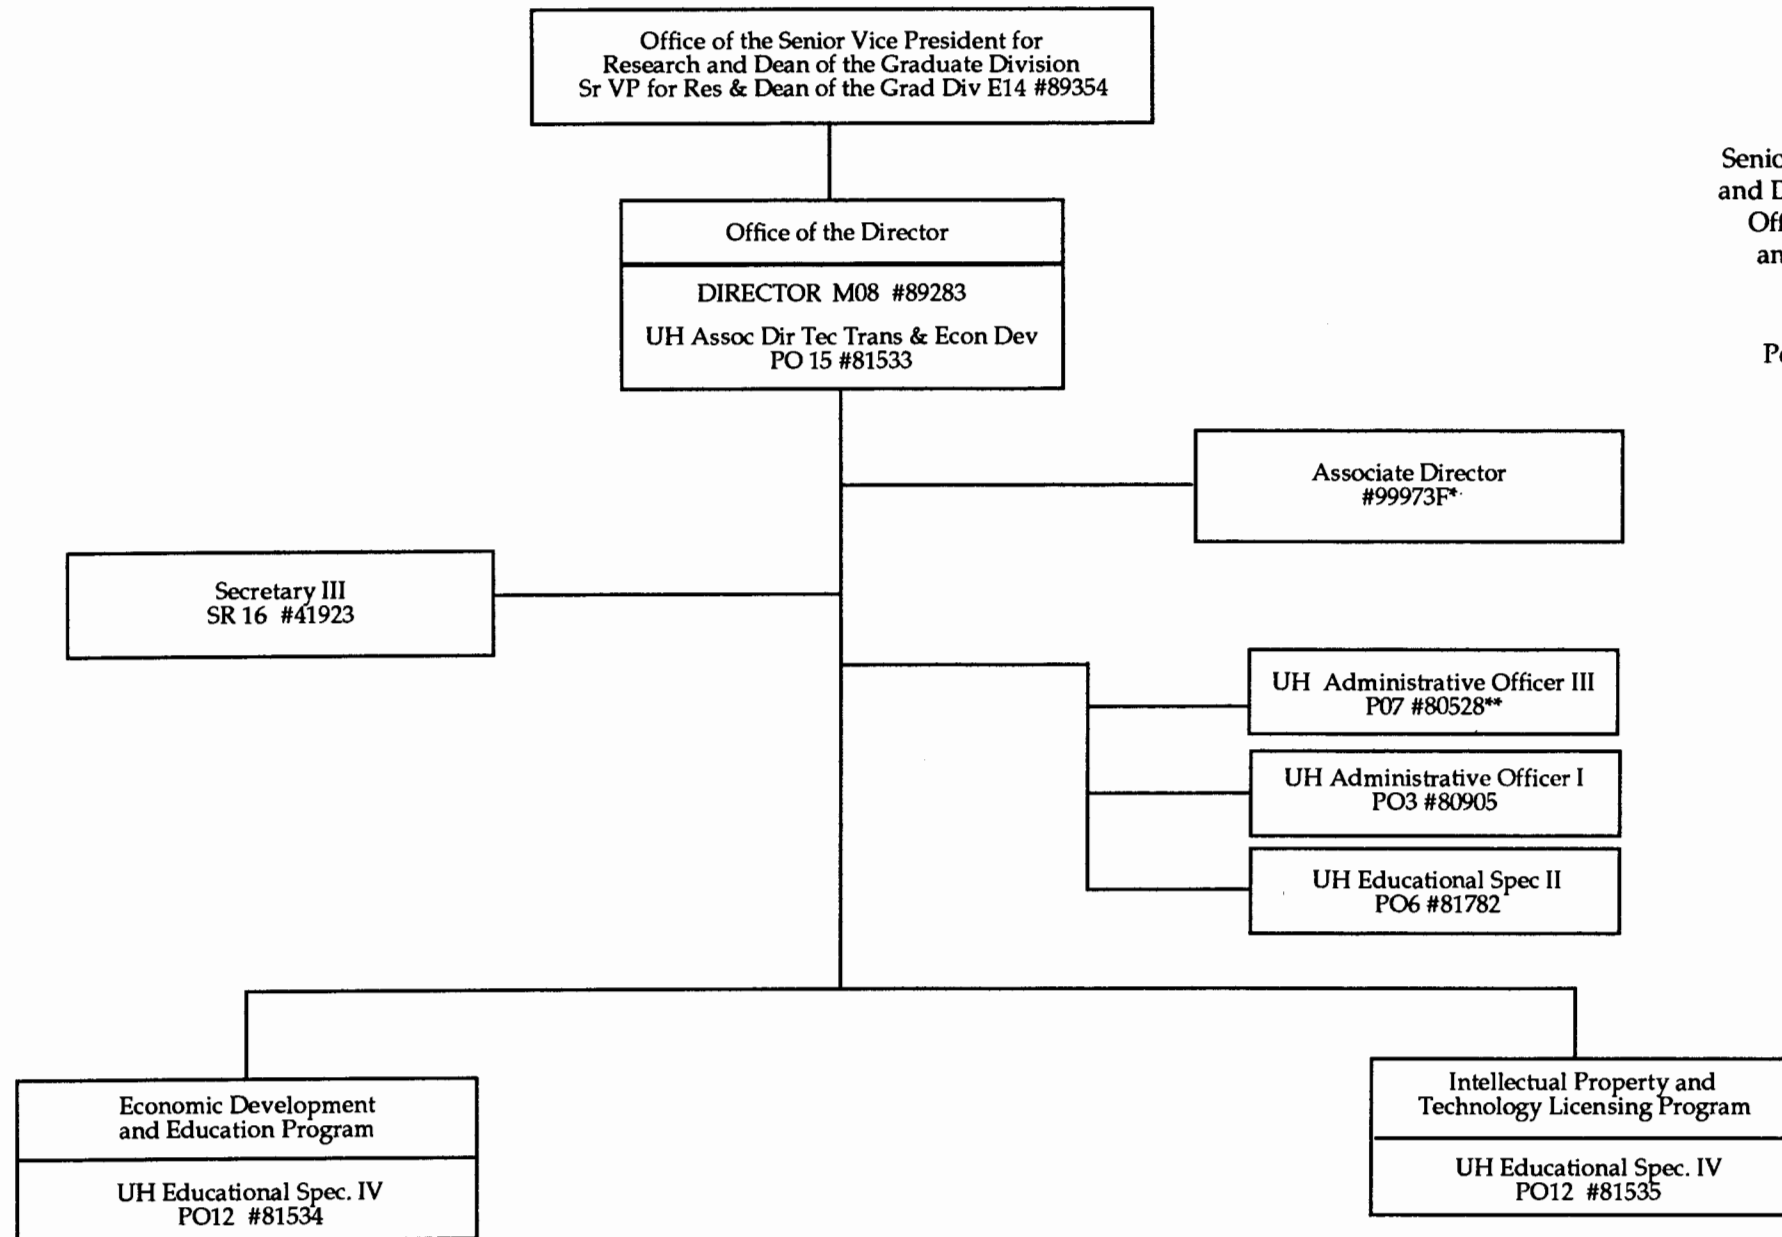 Office of the Senior Vice President for
Research and Dean of the Graduate Division
Sr VP for Res & Dean of the Grad Div E14 #89354
Office of the Director
DIRECTOR M08 #89283
UH Assoc Dir Tec Trans & Econ Dev
PO 15 #81533
and
Associate Director
#99973F*
Secretary III
SR 16 #41923
UH Administrative Officer III
P07 #80528**
UH Administrative Officer I
PO3 #80905
UH Educational Spec II
PO6 #81782
Economic Development
and Education Program
UH Educational Spec. IV
PO12 #81534
Intellectual Property and
Technology Licensing Program
UH Educational Spec. IV
PO12 #81535